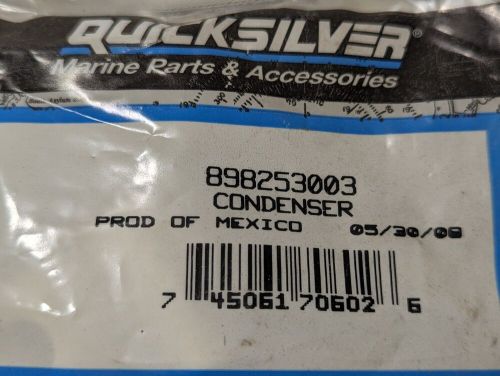 QUICKSILVER®
Marine Parts & Accessories
898253003
CONDENSER
PROD OF MEXICO 05/30/08
7 45061 70602 6